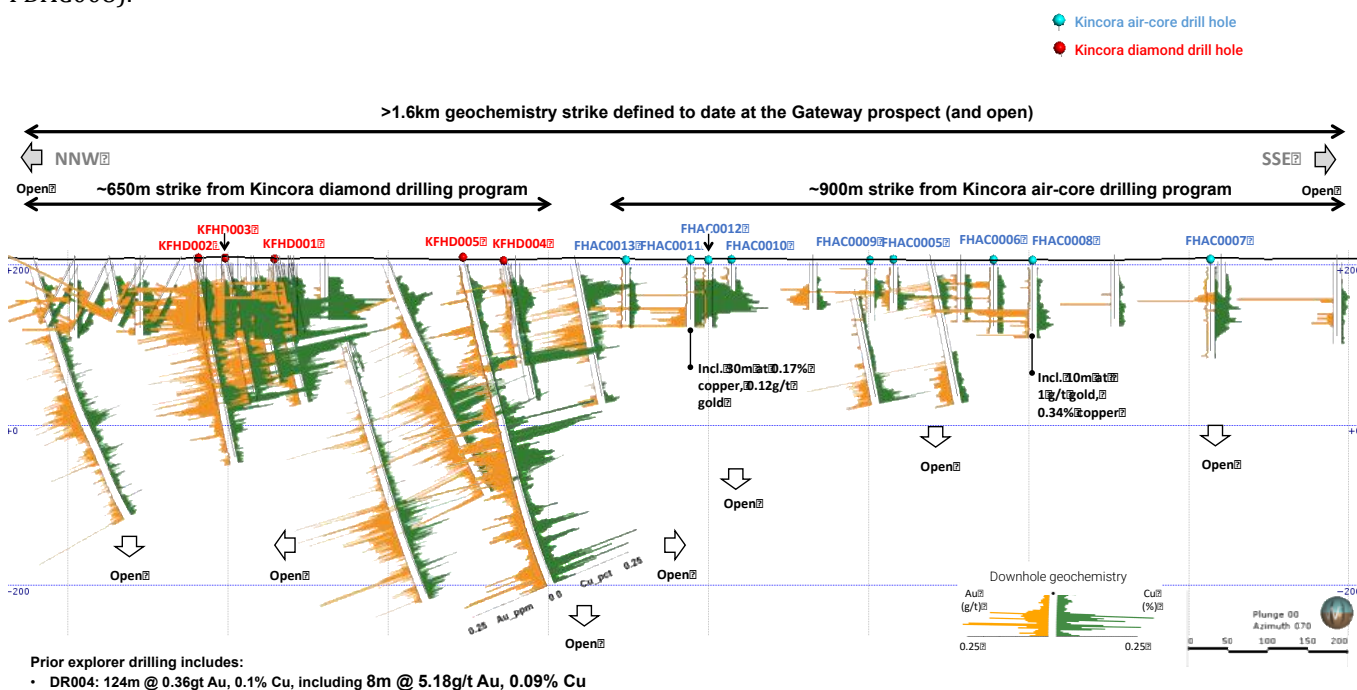 Kincora air-core drill hole
Kincora diamond drill hole
>1.6km geochemistry strike defined to date at the Gateway prospect (and open)
NNW
SSE
Open
Open
~650m strike from Kincora diamond drilling program
~900m strike from Kincora air-core drilling program
KFHD003
KFHD002
KFHD001
KFHD005
KFHD004
FHAC0013
FHAC0011
FHAC0012
FHAC0010
FHAC0009
FHAC0005
FHAC0006
FHAC0008
FHAC0007
+200
+200
Incl. 30m at 0.17%
copper, 0.12g/t
gold
Incl. 10m at
1 g/t gold,
0.34% copper
+0
+0
Open
Open
Open
Open
Open
Open
Open
-200
-200
0.25 Au_ppm 0 0 Cu_pct 0.25
Downhole geochemistry
Au
(g/t)
Cu
(%)
0.25
0.25
Plunge 00
Azimuth 070
0 50 100 150 200
Prior explorer drilling includes:
• DR004: 124m @ 0.36gt Au, 0.1% Cu, including 8m @ 5.18g/t Au, 0.09% Cu